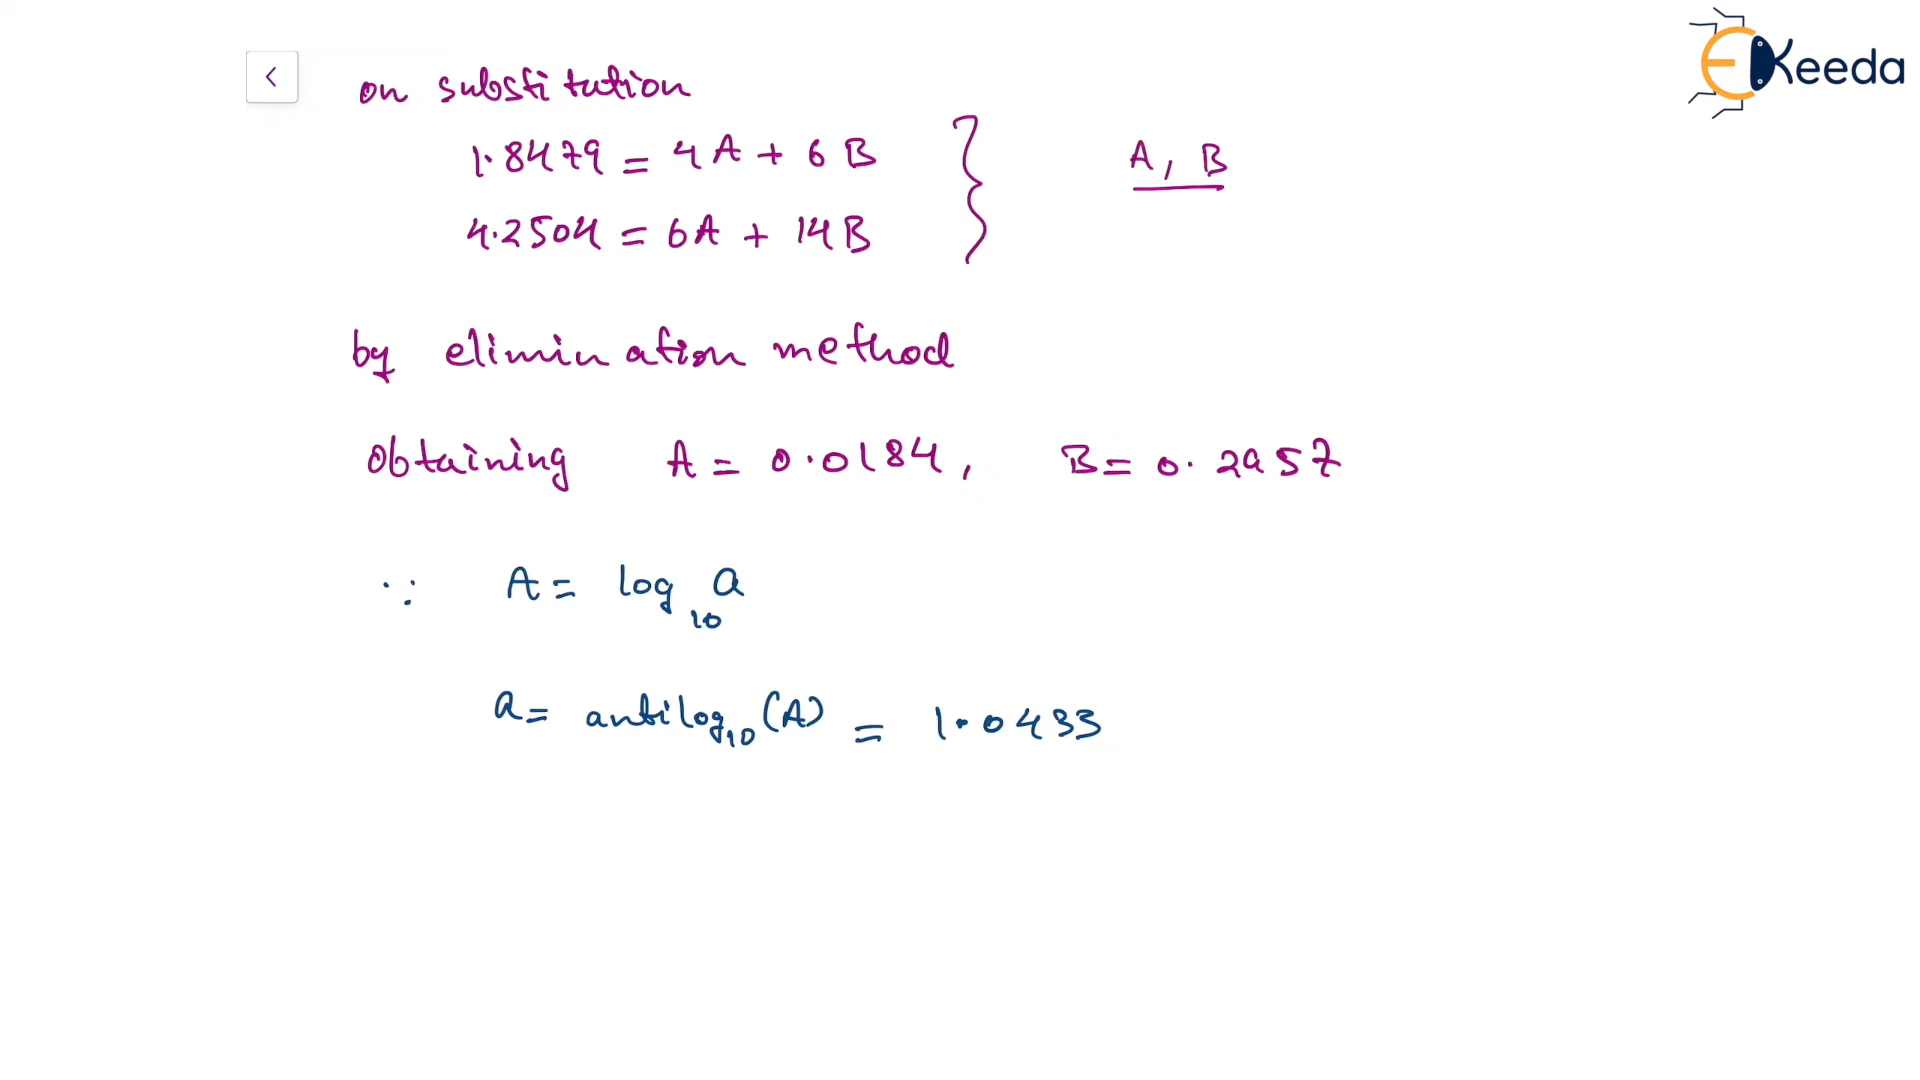 EKeeda
on substitution
1.8479 = 4A + 6B
A, B
4.2504 = 6A + 14B
by elimination method
obtaining A = 0.0184, B = 0.2957
∵ A = log₁₀ a
a = antilog₁₀ (A) = 1.0433